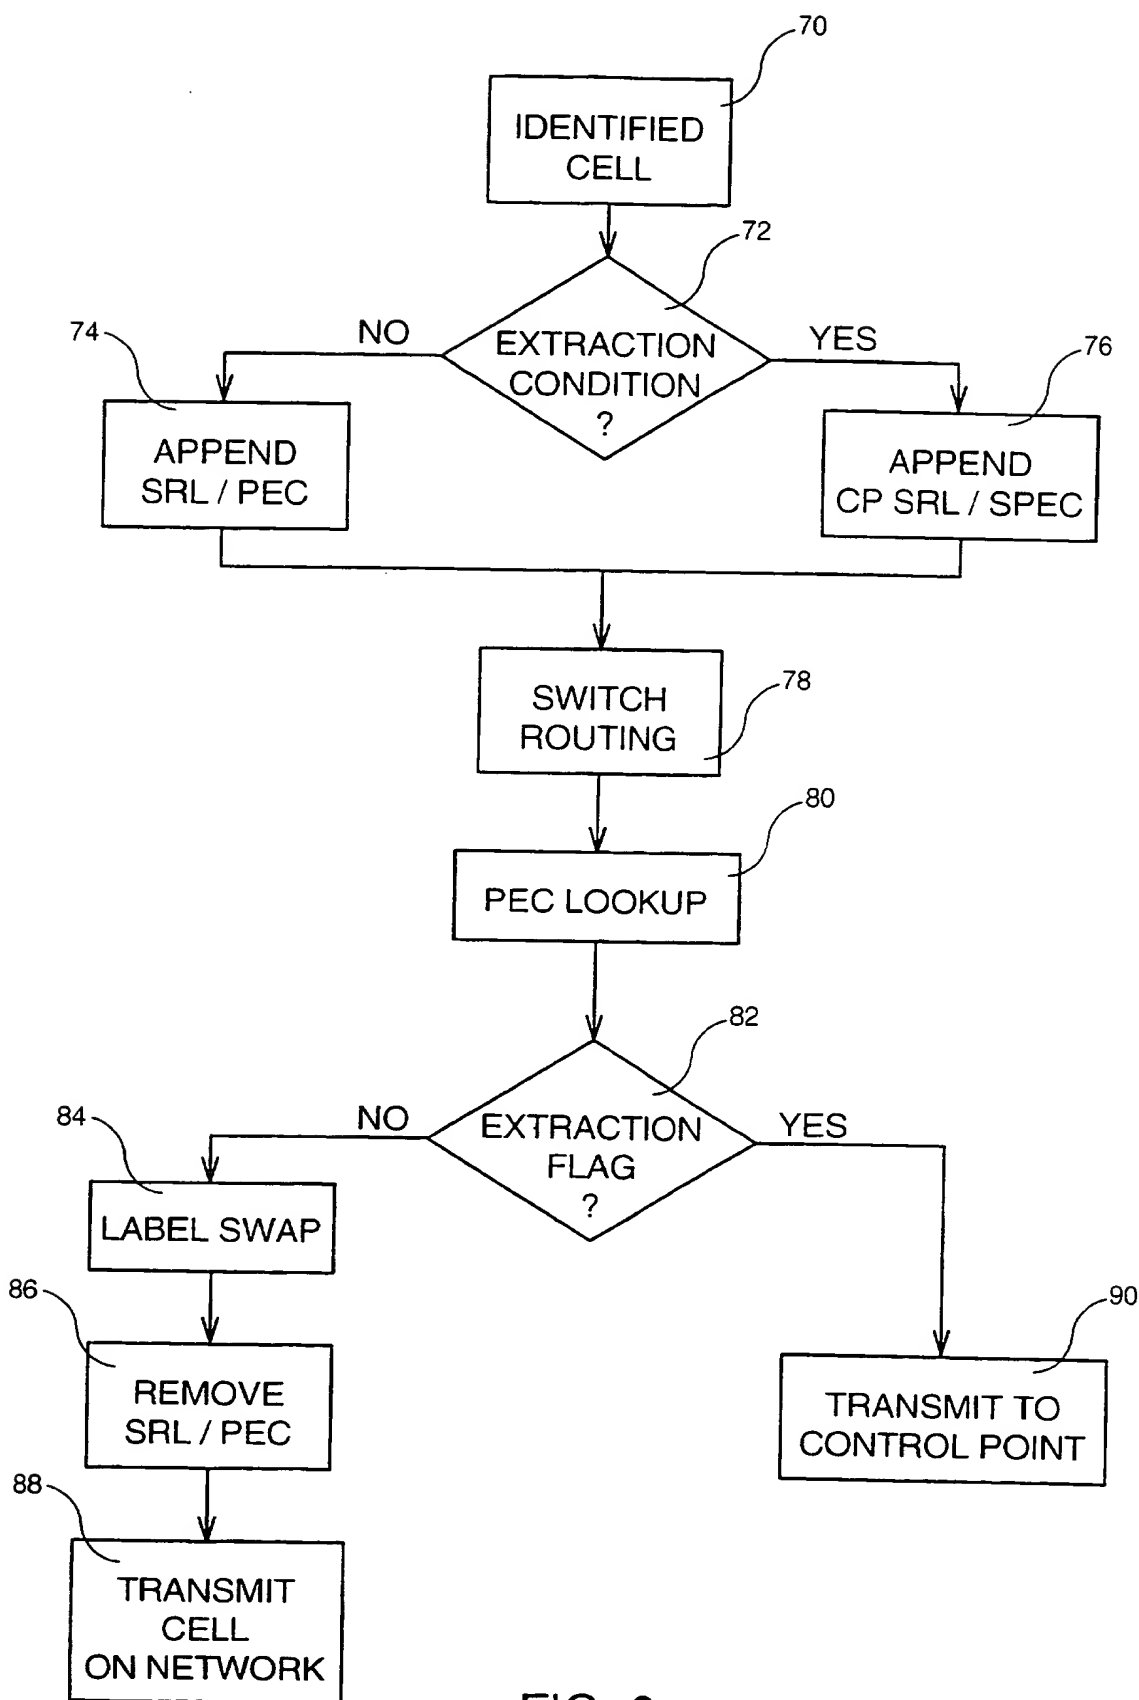 70
IDENTIFIED
CELL
72
EXTRACTION
CONDITION
?
NO
YES
74
APPEND
SRL / PEC
76
APPEND
CP SRL / SPEC
SWITCH
ROUTING
78
PEC LOOKUP
80
EXTRACTION
FLAG
?
82
NO
YES
84
LABEL SWAP
86
REMOVE
SRL / PEC
90
TRANSMIT TO
CONTROL POINT
88
TRANSMIT
CELL
ON NETWORK
FIG.